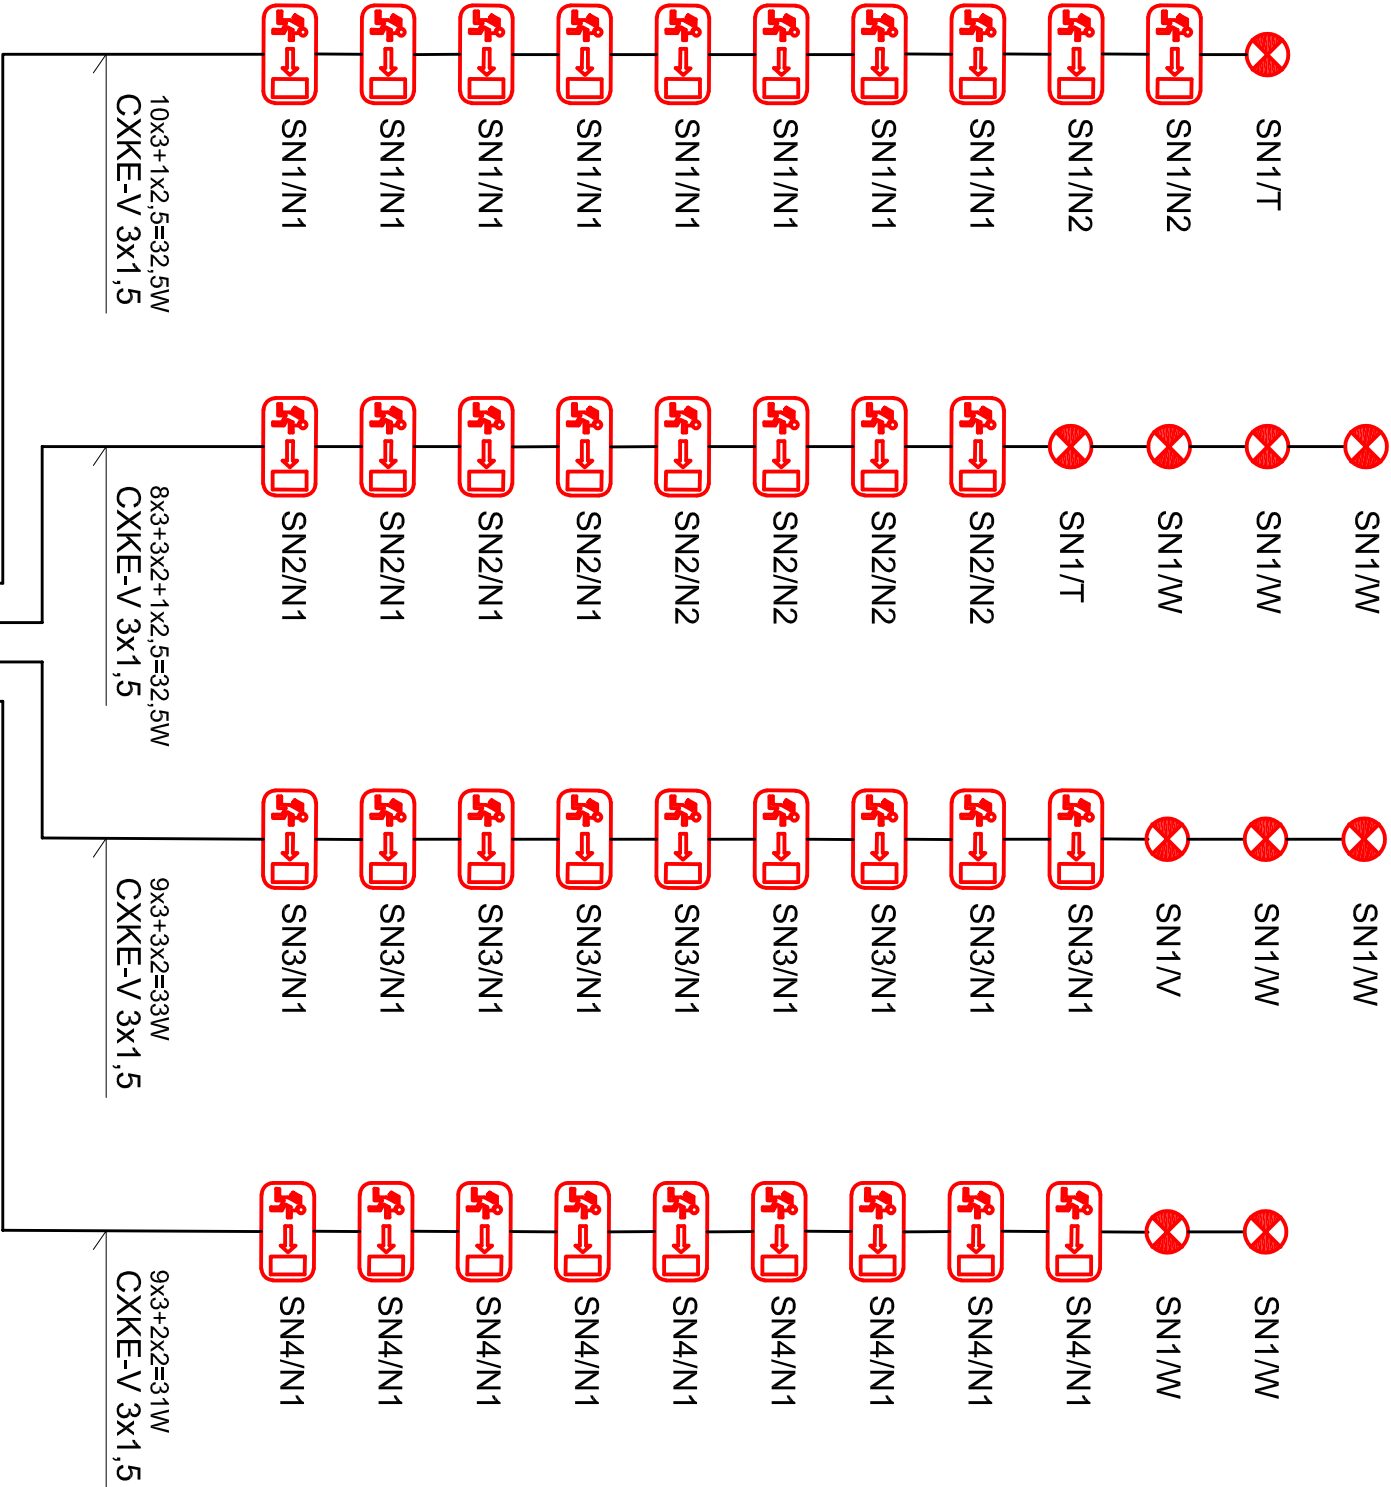 SN1/T
SN1/N2
SN1/N2
SN1/N1
SN1/N1
SN1/N1
SN1/N1
SN1/N1
SN1/N1
SN1/N1
SN1/N1
10x3+1x2,5=32,5W
CXKE-V 3x1,5
SN1/W
SN1/W
SN1/W
SN1/T
SN2/N2
SN2/N2
SN2/N2
SN2/N2
SN2/N1
SN2/N1
SN2/N1
SN2/N1
8x3+3x2+1x2,5=32,5W
CXKE-V 3x1,5
SN1/W
SN1/W
SN1/V
SN3/N1
SN3/N1
SN3/N1
SN3/N1
SN3/N1
SN3/N1
SN3/N1
SN3/N1
SN3/N1
9x3+3x2=33W
CXKE-V 3x1,5
SN1/W
SN1/W
SN4/N1
SN4/N1
SN4/N1
SN4/N1
SN4/N1
SN4/N1
SN4/N1
SN4/N1
SN4/N1
9x3+2x2=31W
CXKE-V 3x1,5